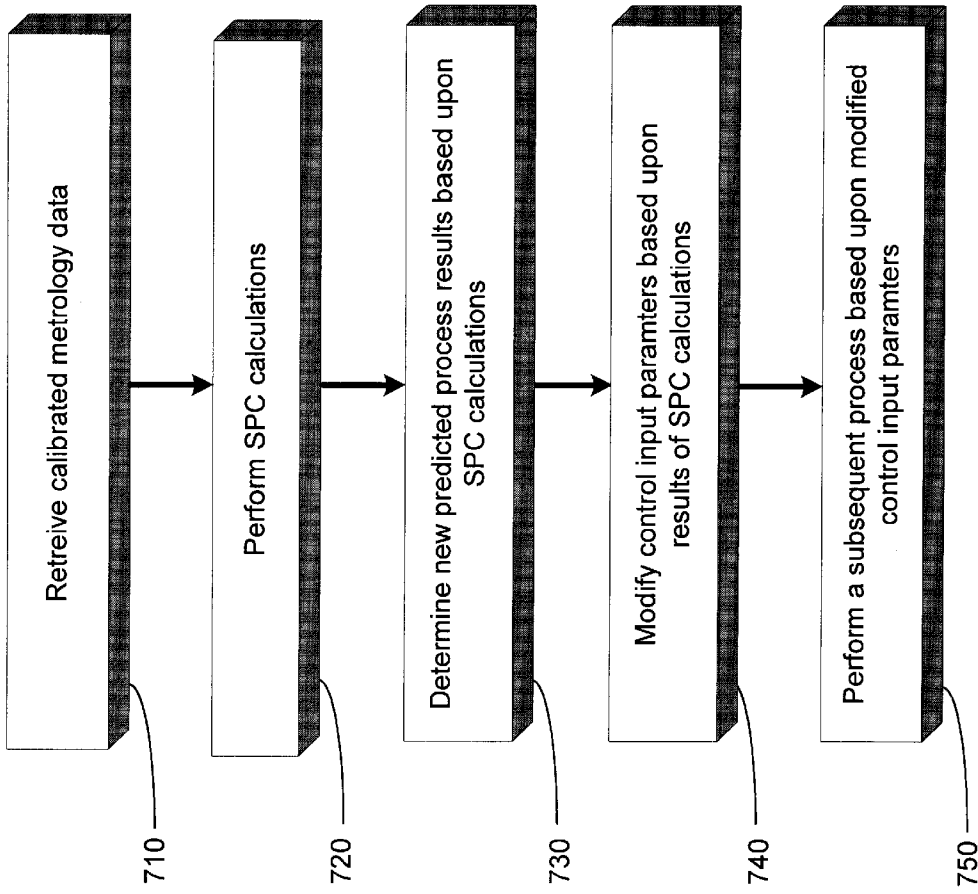 Retreive calibrated metrology data
710
Perform SPC calculations
720
Determine new predicted process results based upon
SPC calculations
730
Modify control input paramters based upon
results of SPC calculations
740
Perform a subsequent process based upon modified
control input paramters
750